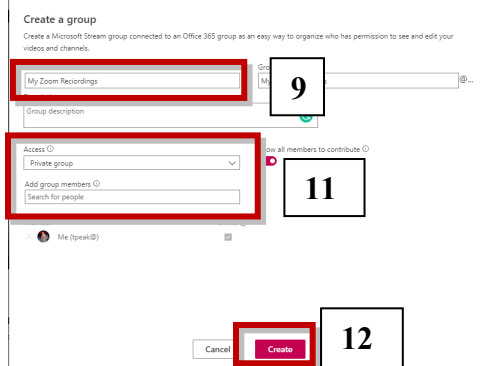 Create a group
Create a Microsoft Stream group connected to an Office 365 group as an easy way to organize who has permission to see and edit your
videos and channels.
My Zoom Reciordings
9
@...
Group description
Access
ow all members to contribute
Private group
Add group members
Search for people
11
Me (tpeak@)
Cancel
Create
12